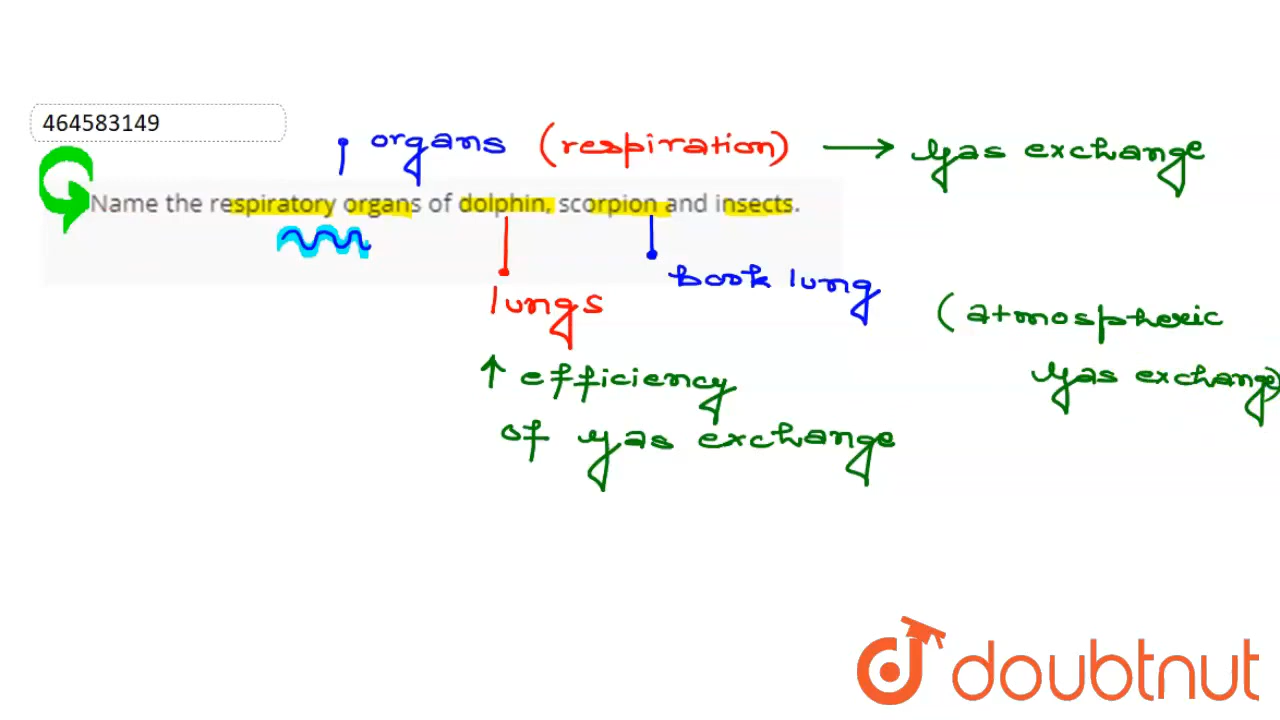 464583149
organs (respiration) → gas exchange
Name the respiratory organs of dolphin, scorpion and insects.
book lung
lungs
(atmospheric
gas exchange)
↑ efficiency
of gas exchange
doubtnut